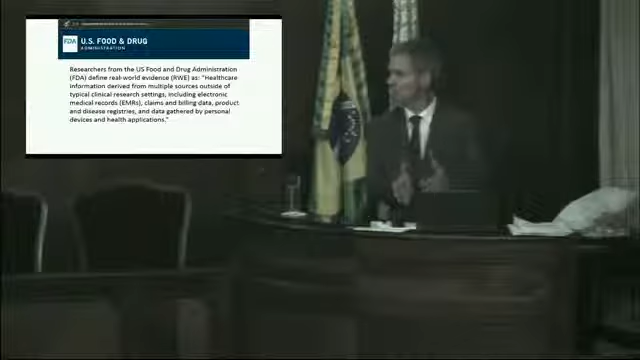 FDA
U.S. FOOD & DRUG
ADMINISTRATION
Researchers from the US Food and Drug Administration
(FDA) define real-world evidence (RWE) as: "Healthcare
information derived from multiple sources outside of
typical clinical research settings, including electronic
medical records (EMRs), claims and billing data, product
and disease registries, and data gathered by personal
devices and health applications."